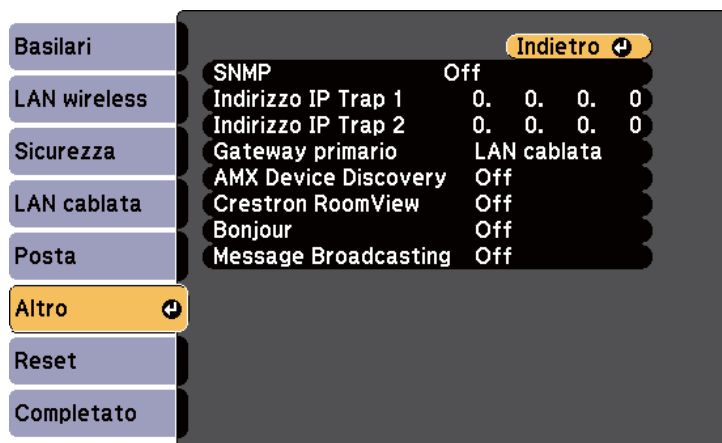 Basilari
LAN wireless
Sicurezza
LAN cablata
Posta
Altro
Reset
Completato
Indietro
SNMP Off
Indirizzo IP Trap 1 0. 0. 0. 0
Indirizzo IP Trap 2 0. 0. 0. 0
Gateway primario LAN cablata
AMX Device Discovery Off
Crestron RoomView Off
Bonjour Off
Message Broadcasting Off